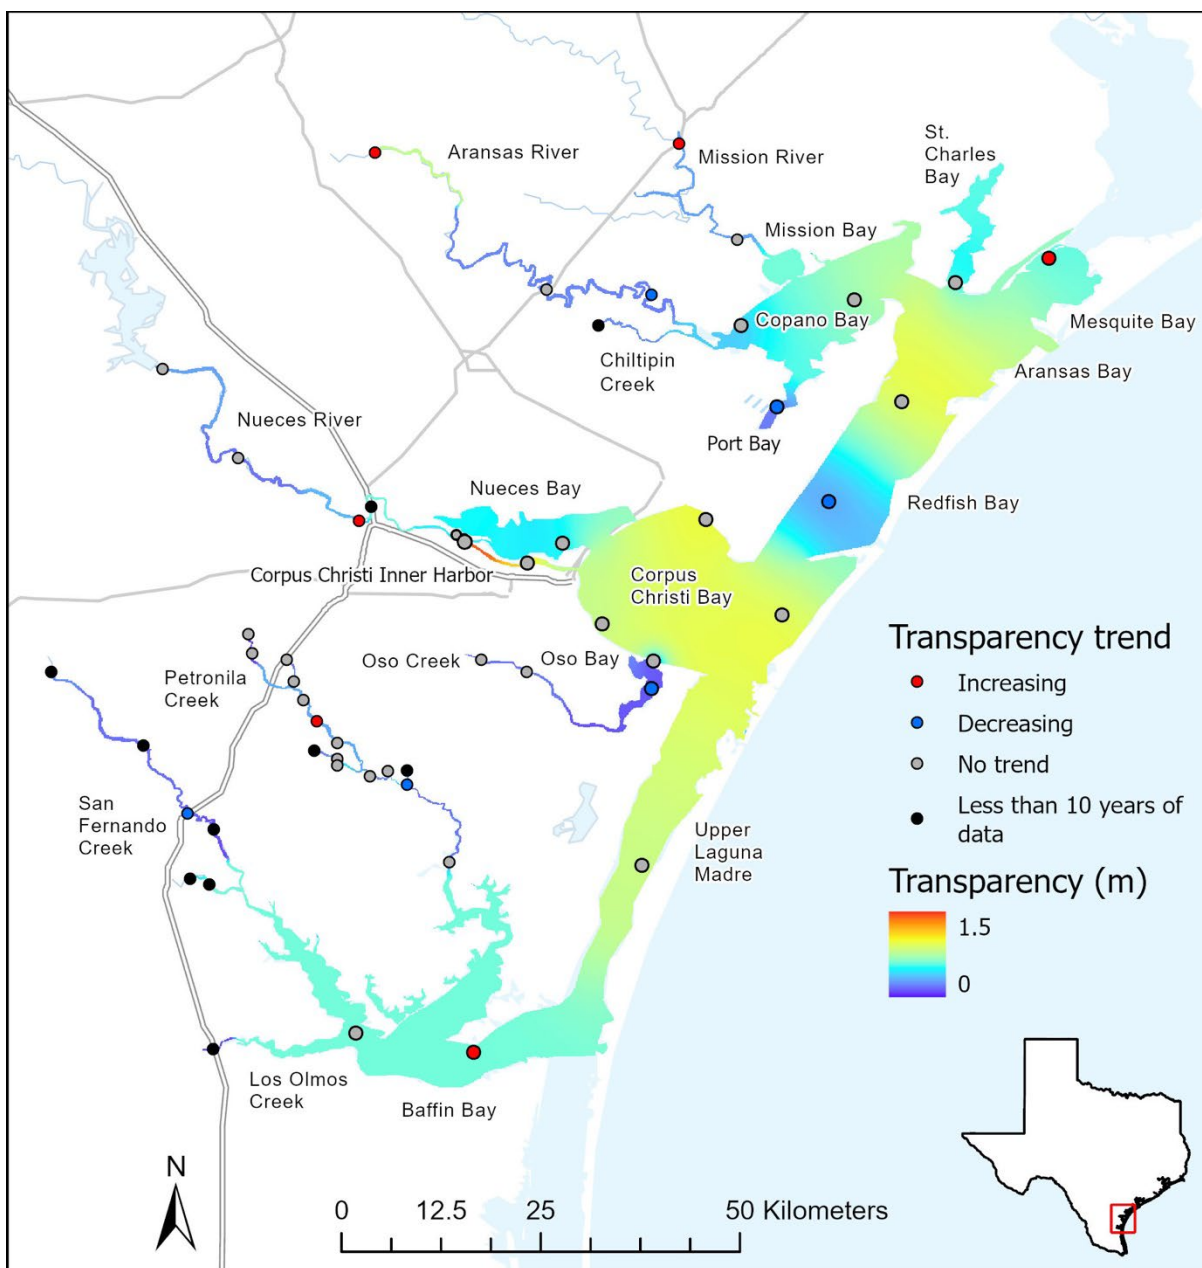 St.
Charles
Bay
Aransas River
Mission River
Mission Bay
Copano Bay
Mesquite Bay
Chiltipin
Creek
Aransas Bay
Nueces River
Port Bay
Nueces Bay
Redfish Bay
Corpus Christi Inner Harbor
Corpus
Christi Bay
Oso Creek
Oso Bay
Petronila
Creek
San
Fernando
Creek
Upper
Laguna
Madre
Los Olmos
Creek
Baffin Bay
Transparency trend
Increasing
Decreasing
No trend
Less than 10 years of
data
Transparency (m)
1.5
0
N
0 12.5 25 50 Kilometers